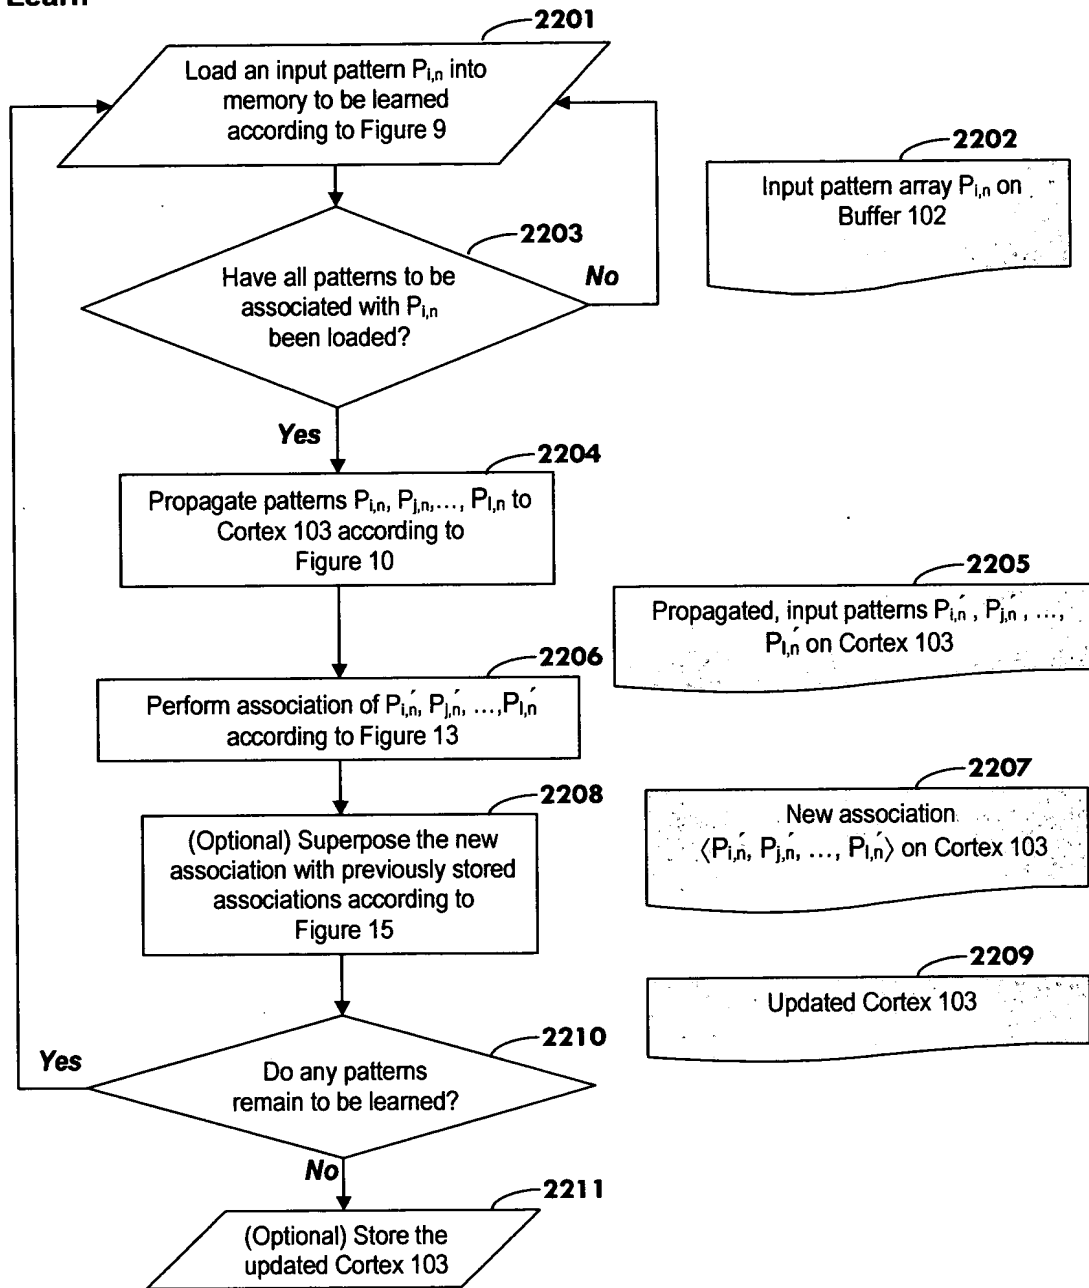 Learn
2201
Load an input pattern Pi,n into
memory to be learned
according to Figure 9
2202
Input pattern array Pi,n on
Buffer 102
2203
Have all patterns to be
associated with Pi,n
been loaded?
No
Yes
2204
Propagate patterns Pi,n, Pj,n,…, Pl,n to
Cortex 103 according to
Figure 10
2205
Propagated, input patterns Pi,n´, Pj,n´, …,
Pl,n´ on Cortex 103
2206
Perform association of Pi,n´, Pj,n´, …,Pl,n´
according to Figure 13
2207
New association
⟨Pi,n´, Pj,n´, …, Pl,n´⟩ on Cortex 103
2208
(Optional) Superpose the new
association with previously stored
associations according to
Figure 15
2209
Updated Cortex 103
2210
Yes
Do any patterns
remain to be learned?
No
2211
(Optional) Store the
updated Cortex 103